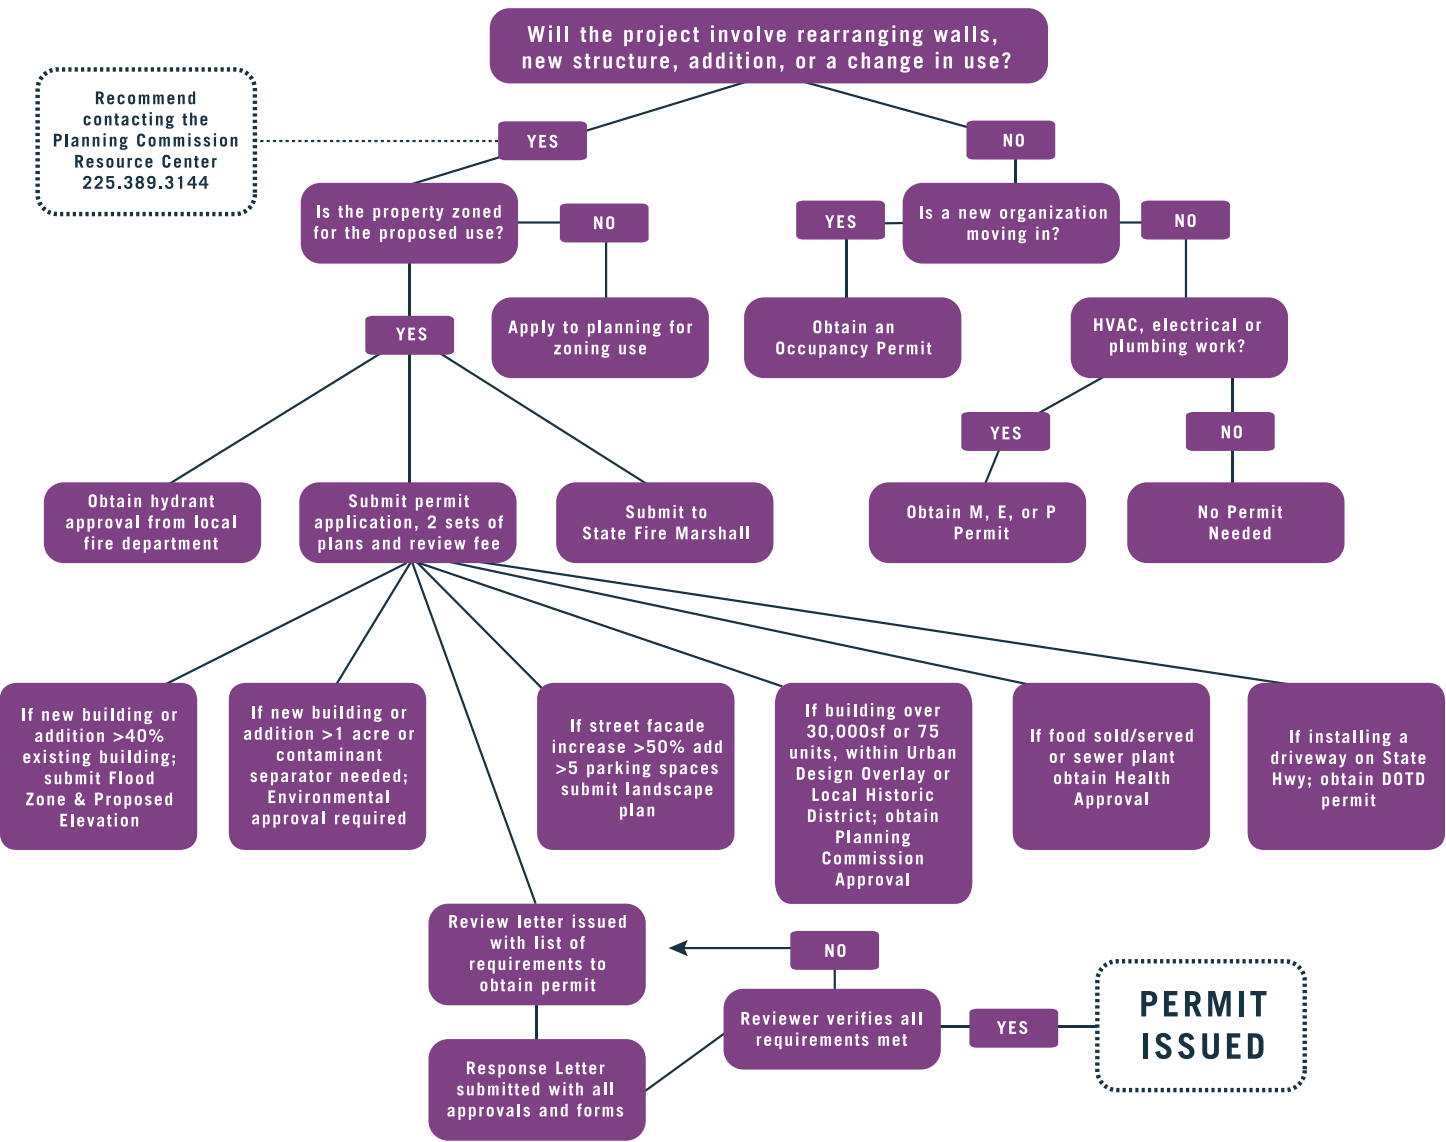 Will the project involve rearranging walls,
new structure, addition, or a change in use?
Recommend
contacting the
Planning Commission
Resource Center
225.389.3144
YES
NO
Is the property zoned
for the proposed use?
NO
YES
Is a new organization
moving in?
NO
YES
Apply to planning for
zoning use
Obtain an
Occupancy Permit
HVAC, electrical or
plumbing work?
YES
NO
Obtain hydrant
approval from local
fire department
Submit permit
application, 2 sets of
plans and review fee
Submit to
State Fire Marshall
Obtain M, E, or P
Permit
No Permit
Needed
If new building or
addition >40%
existing building;
submit Flood
Zone & Proposed
Elevation
If new building or
addition >1 acre or
contaminant
separator needed;
Environmental
approval required
If street facade
increase >50% add
>5 parking spaces
submit landscape
plan
If building over
30,000sf or 75
units, within Urban
Design Overlay or
Local Historic
District; obtain
Planning
Commission
Approval
If food sold/served
or sewer plant
obtain Health
Approval
If installing a
driveway on State
Hwy; obtain DOTD
permit
Review letter issued
with list of
requirements to
obtain permit
NO
Reviewer verifies all
requirements met
YES
PERMIT
ISSUED
Response Letter
submitted with all
approvals and forms